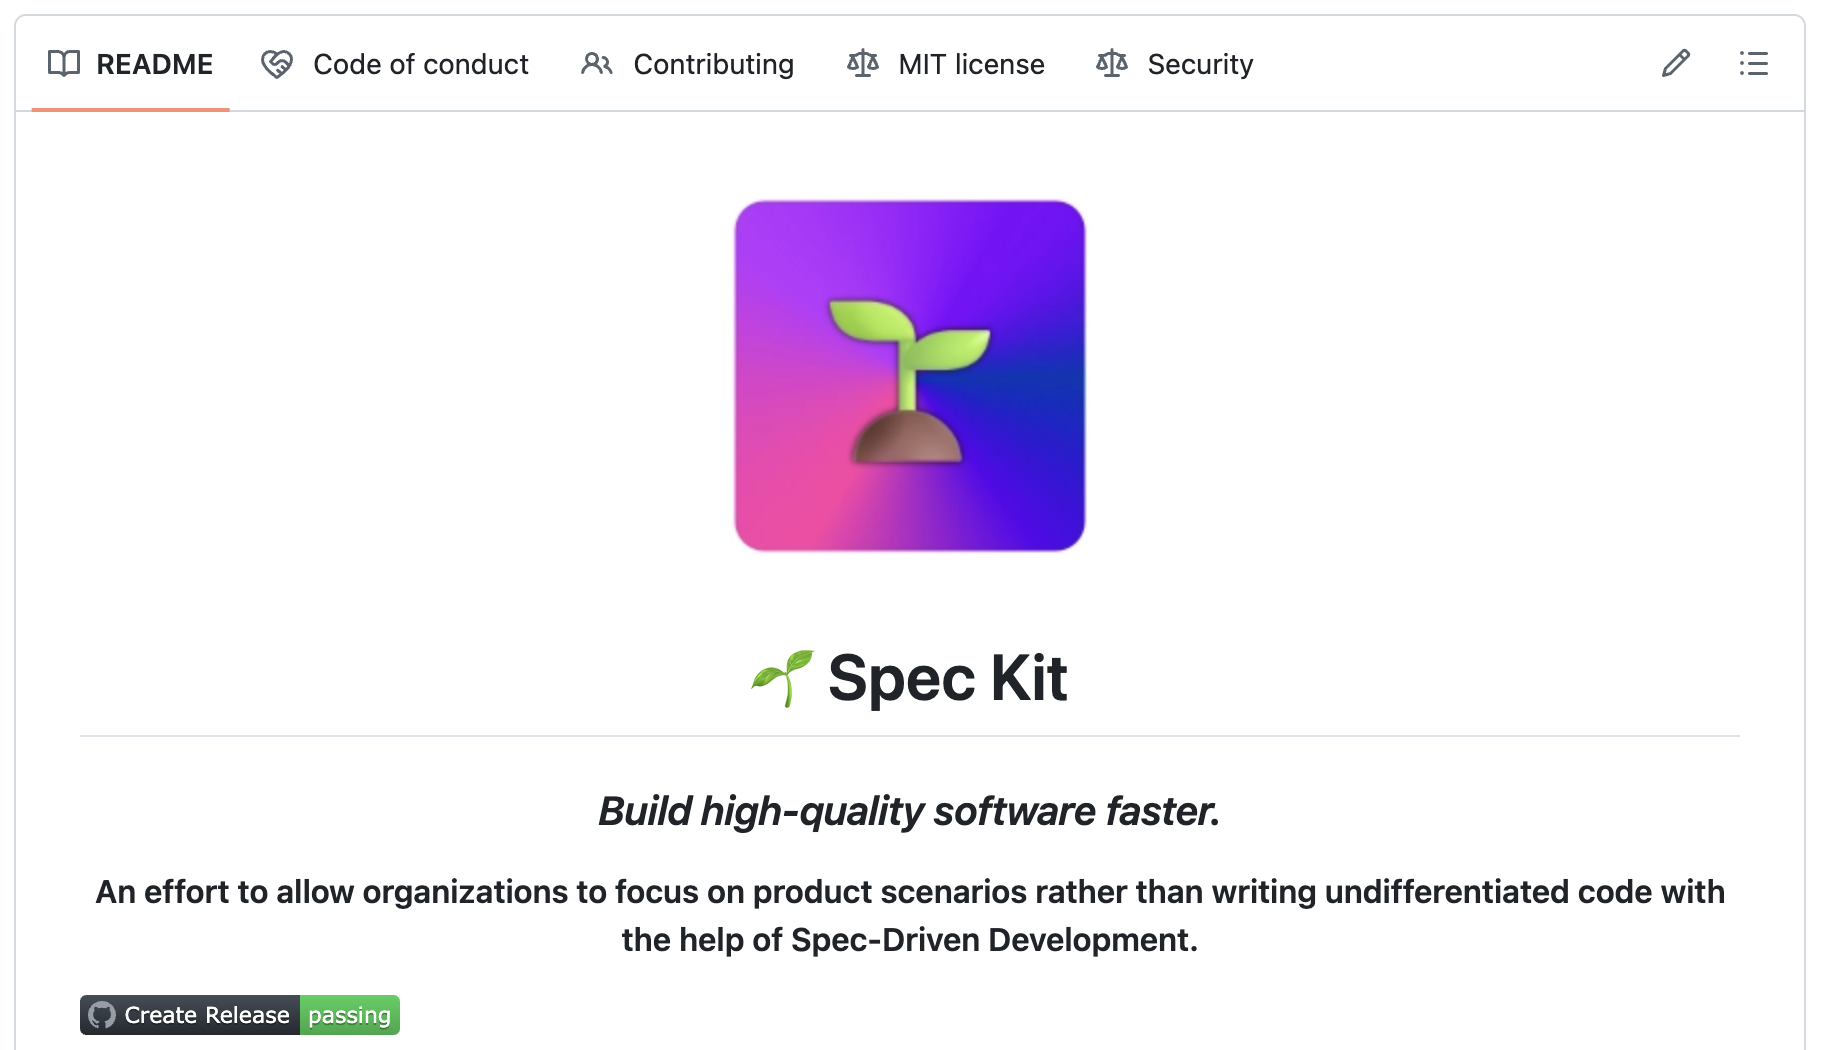 README
Code of conduct
Contributing
MIT license
Security
🌱 Spec Kit
Build high-quality software faster.
An effort to allow organizations to focus on product scenarios rather than writing undifferentiated code with
the help of Spec-Driven Development.
Create Release passing